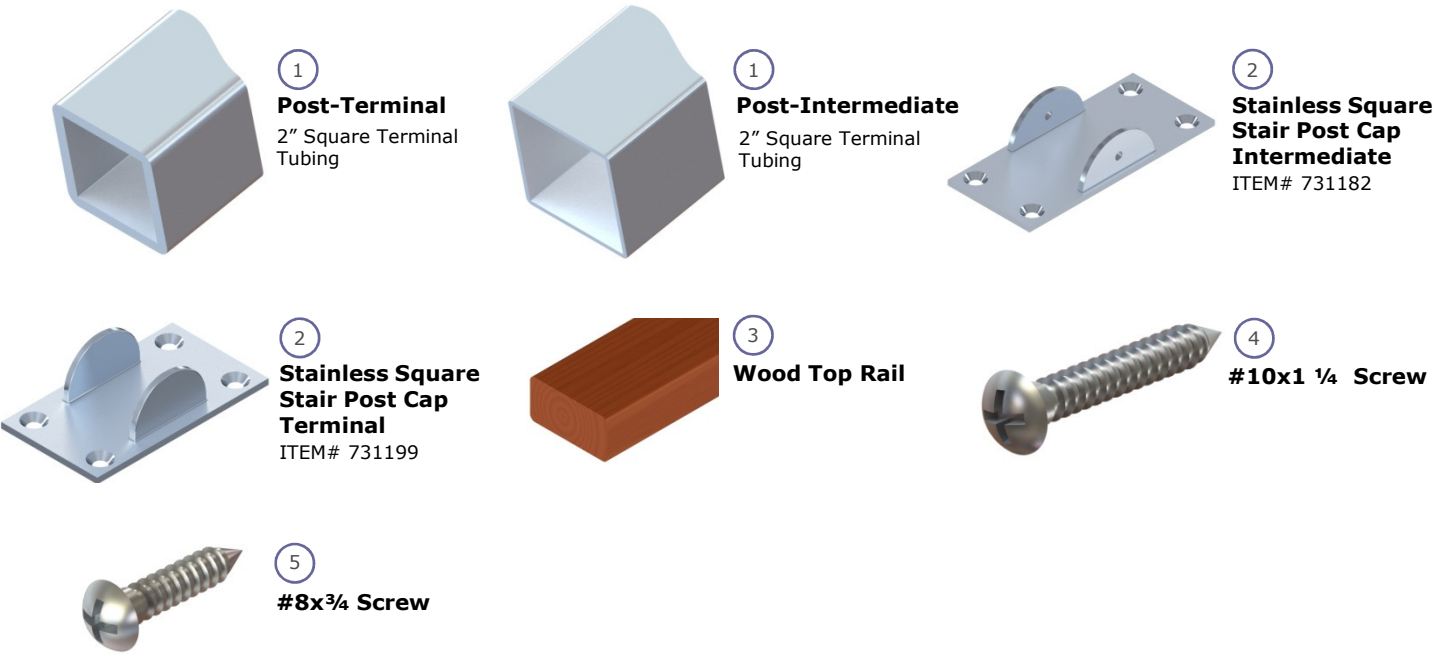 1
Post-Terminal
2” Square Terminal
Tubing
1
Post-Intermediate
2” Square Terminal
Tubing
2
Stainless Square
Stair Post Cap
Intermediate
ITEM# 731182
2
Stainless Square
Stair Post Cap
Terminal
ITEM# 731199
3
Wood Top Rail
4
#10x1 ¼ Screw
5
#8x¾ Screw